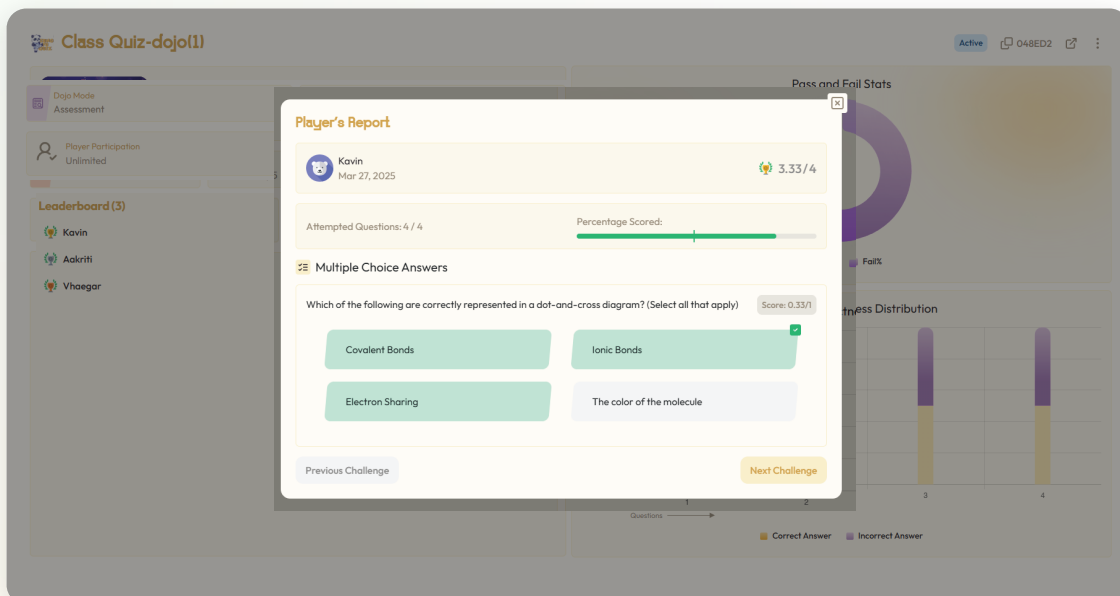 Class Quiz-dojo(1)
Active
048ED2
Dojo Mode
Assessment
Player Participation
Unlimited
Leaderboard (3)
Kavin
Aakriti
Vhaegar
Pass and Fail Stats
Fail%
Player's Report
Kavin
Mar 27, 2025
3.33/4
Attempted Questions: 4 / 4
Percentage Scored:
Multiple Choice Answers
Which of the following are correctly represented in a dot-and-cross diagram? (Select all that apply)
Score: 0.33/1
Covalent Bonds
Ionic Bonds
Electron Sharing
The color of the molecule
Previous Challenge
Next Challenge
ess Distribution
1
2
3
4
Questions
Correct Answer
Incorrect Answer